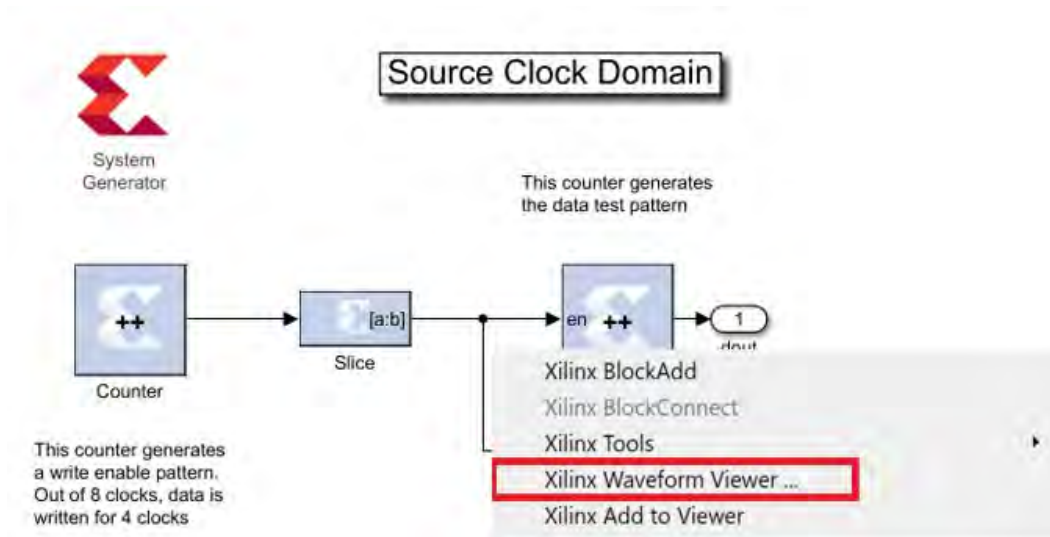 Source Clock Domain
System
Generator
This counter generates
the data test pattern
++
[a:b]
en ++
1
dout
Slice
Counter
Xilinx BlockAdd
Xilinx BlockConnect
Xilinx Tools
Xilinx Waveform Viewer ...
Xilinx Add to Viewer
This counter generates
a write enable pattern.
Out of 8 clocks, data is
written for 4 clocks